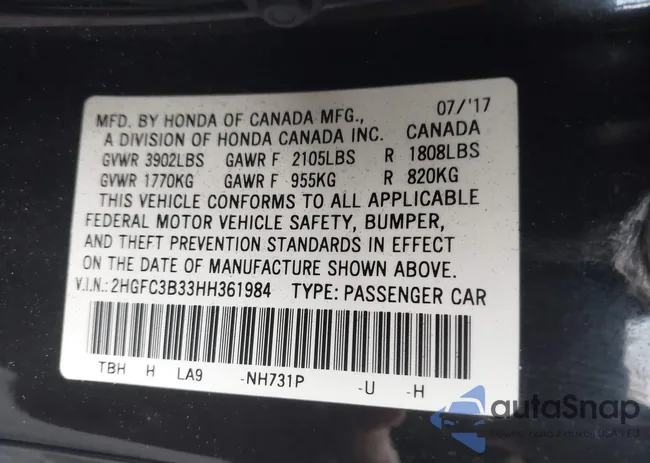 MFD. BY HONDA OF CANADA MFG., 07/'17
A DIVISION OF HONDA CANADA INC. CANADA
GVWR 3902LBS GAWR F 2105LBS R 1808LBS
GVWR 1770KG GAWR F 955KG R 820KG
THIS VEHICLE CONFORMS TO ALL APPLICABLE
FEDERAL MOTOR VEHICLE SAFETY, BUMPER,
AND THEFT PREVENTION STANDARDS IN EFFECT
ON THE DATE OF MANUFACTURE SHOWN ABOVE.
V.I.N.: 2HGFC3B33HH361984 TYPE: PASSENGER CAR
TBH H LA9 -NH731P -U -H
autoSnap